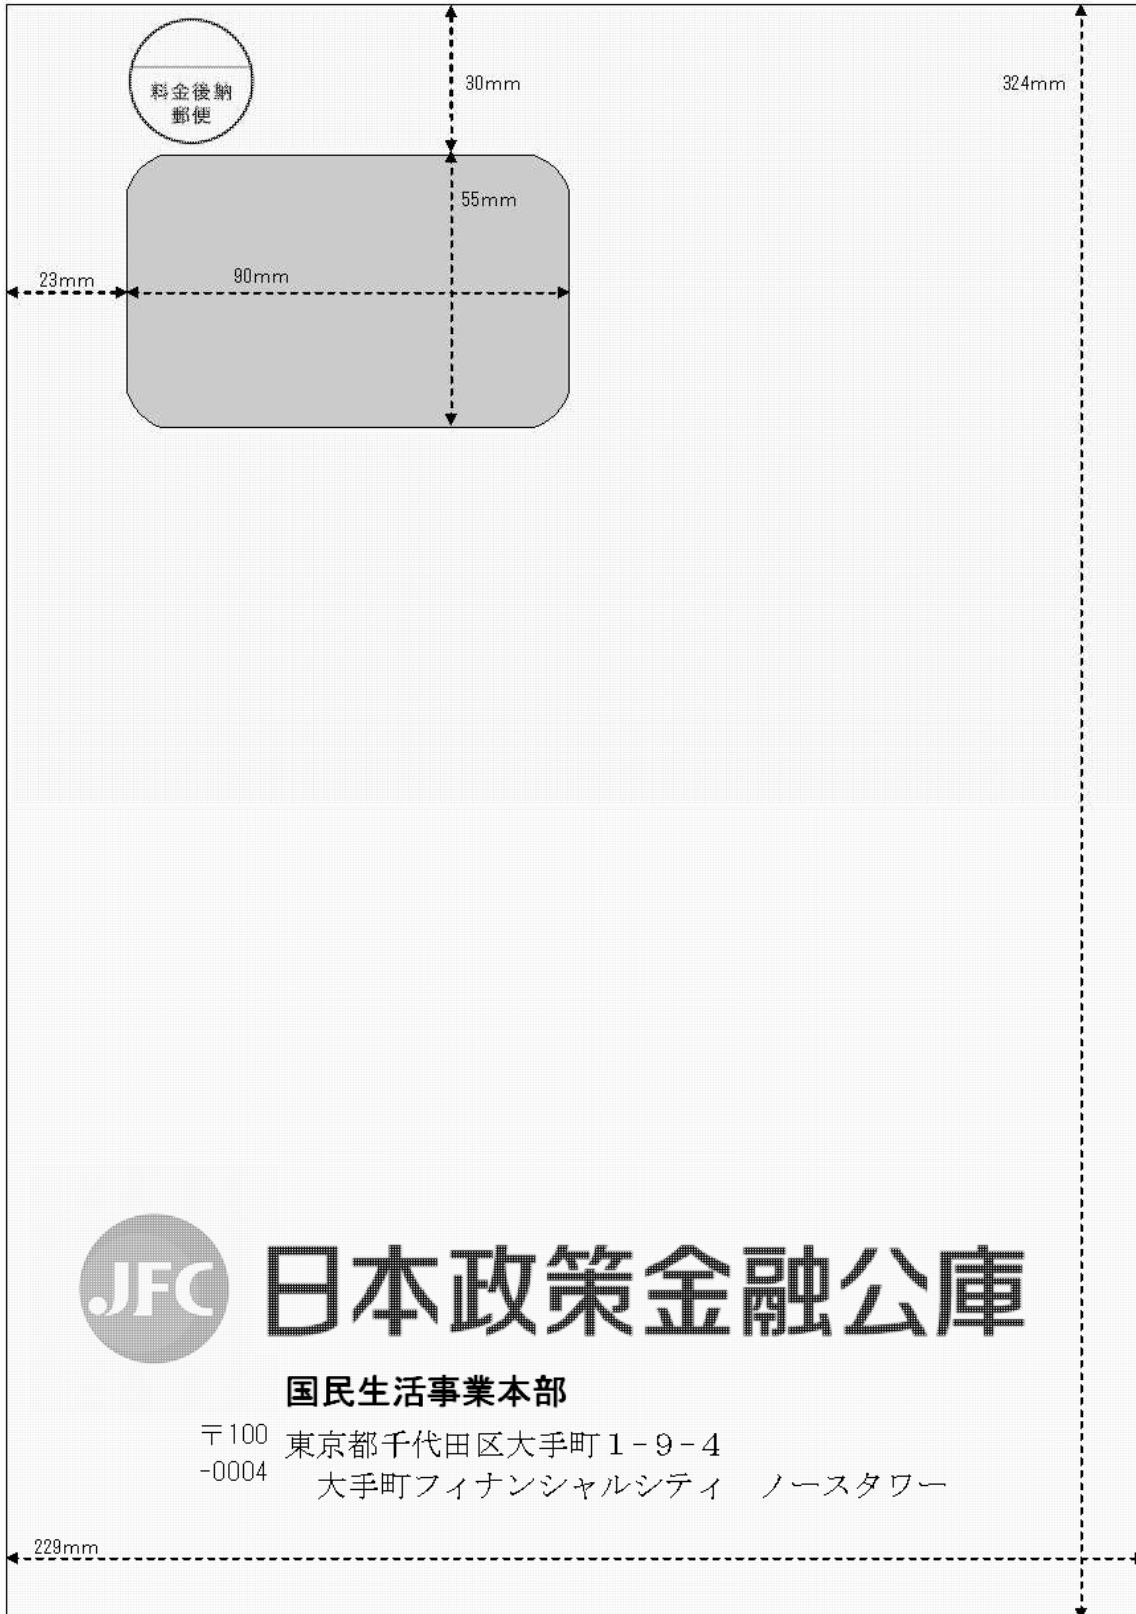 料金後納
郵便
30mm
324mm
55mm
23mm
90mm
JFC 日本政策金融公庫
国民生活事業本部
〒100
-0004
東京都千代田区大手町１-９-４
大手町フィナンシャルシティ　ノースタワー
229mm